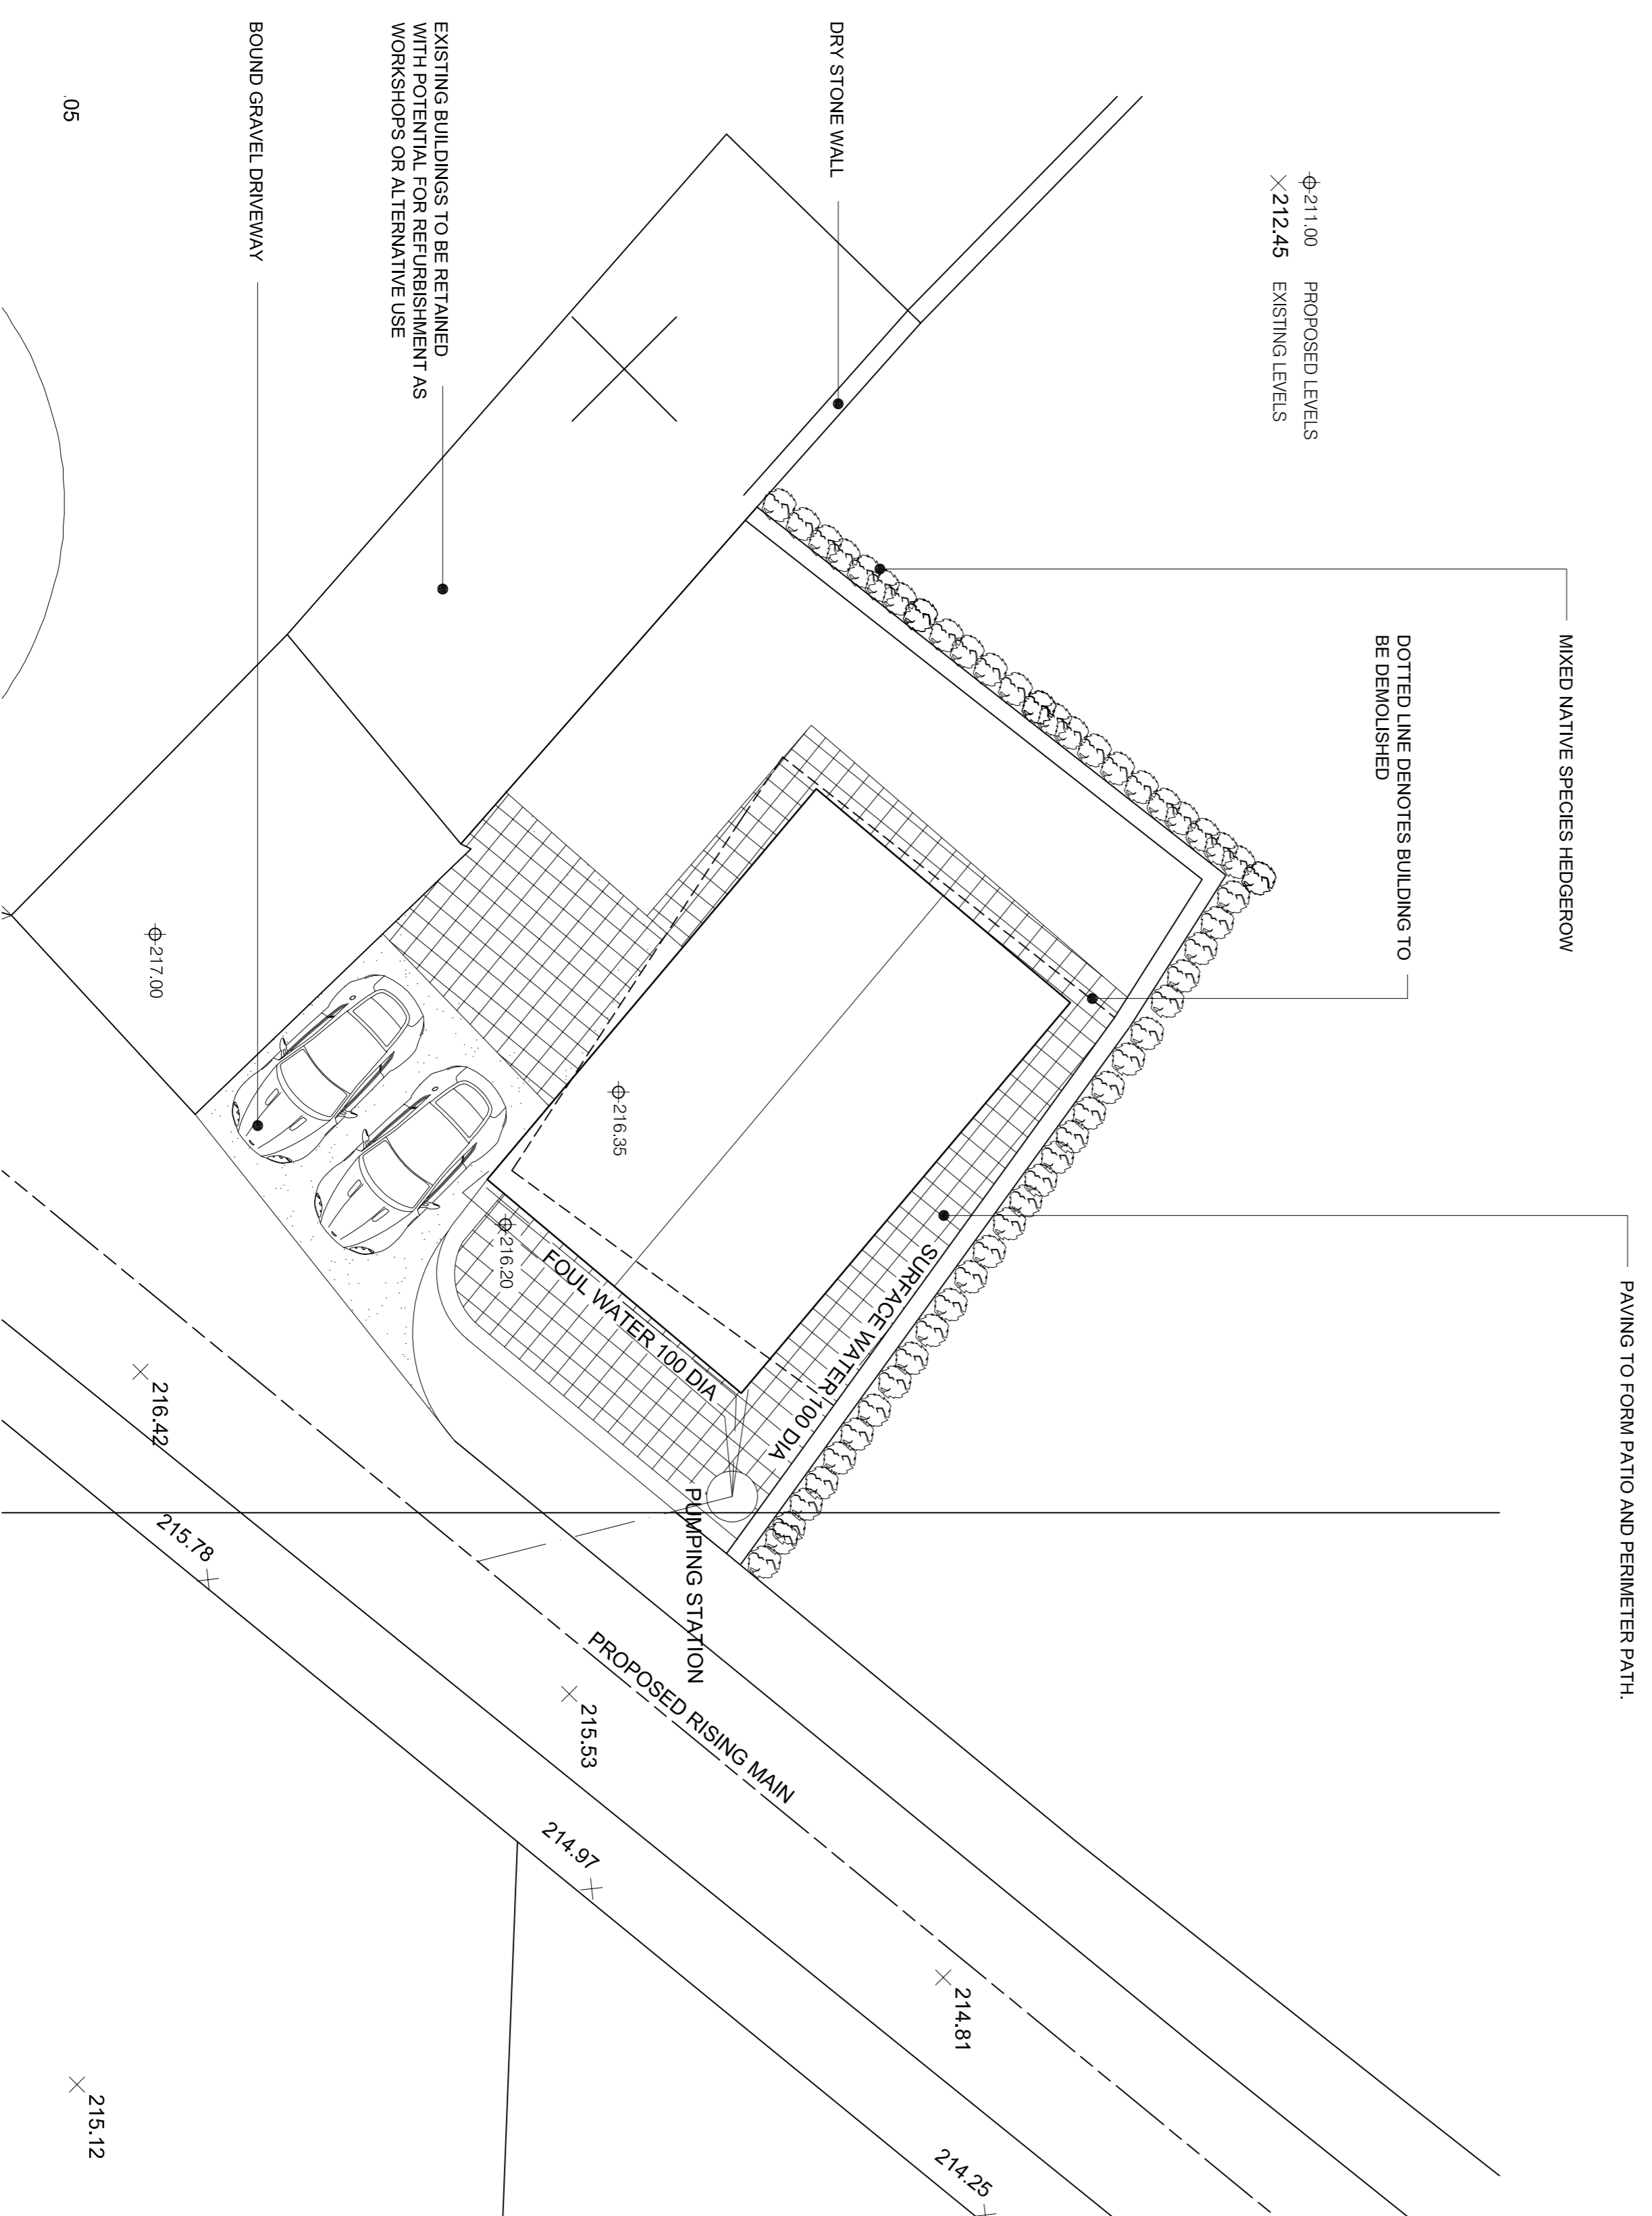 PAVING TO FORM PATIO AND PERIMETER PATH.
MIXED NATIVE SPECIES HEDGEROW
DOTTED LINE DENOTES BUILDING TO
BE DEMOLISHED
211.00 PROPOSED LEVELS
212.45 EXISTING LEVELS
DRY STONE WALL
EXISTING BUILDINGS TO BE RETAINED
WITH POTENTIAL FOR REFURBISHMENT AS
WORKSHOPS OR ALTERNATIVE USE
BOUND GRAVEL DRIVEWAY
.05
SURFACE WATER 100 DIA
FOUL WATER 100 DIA
216.35
216.20
217.00
PUMPING STATION
PROPOSED RISING MAIN
216.42
215.78
215.53
214.97
214.81
214.25
215.12